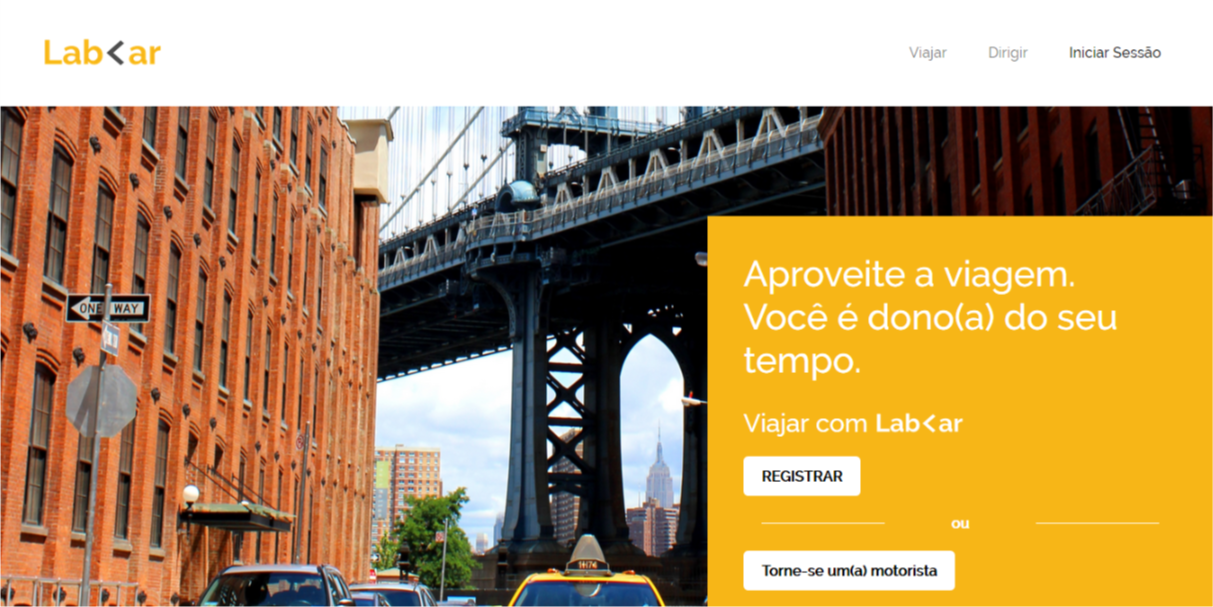 Lab<ar
Viajar
Dirigir
Iniciar Sessão
ONE WAY
Aproveite a viagem.
Você é dono(a) do seu
tempo.
Viajar com Lab<ar
REGISTRAR
ou
Torne-se um(a) motorista